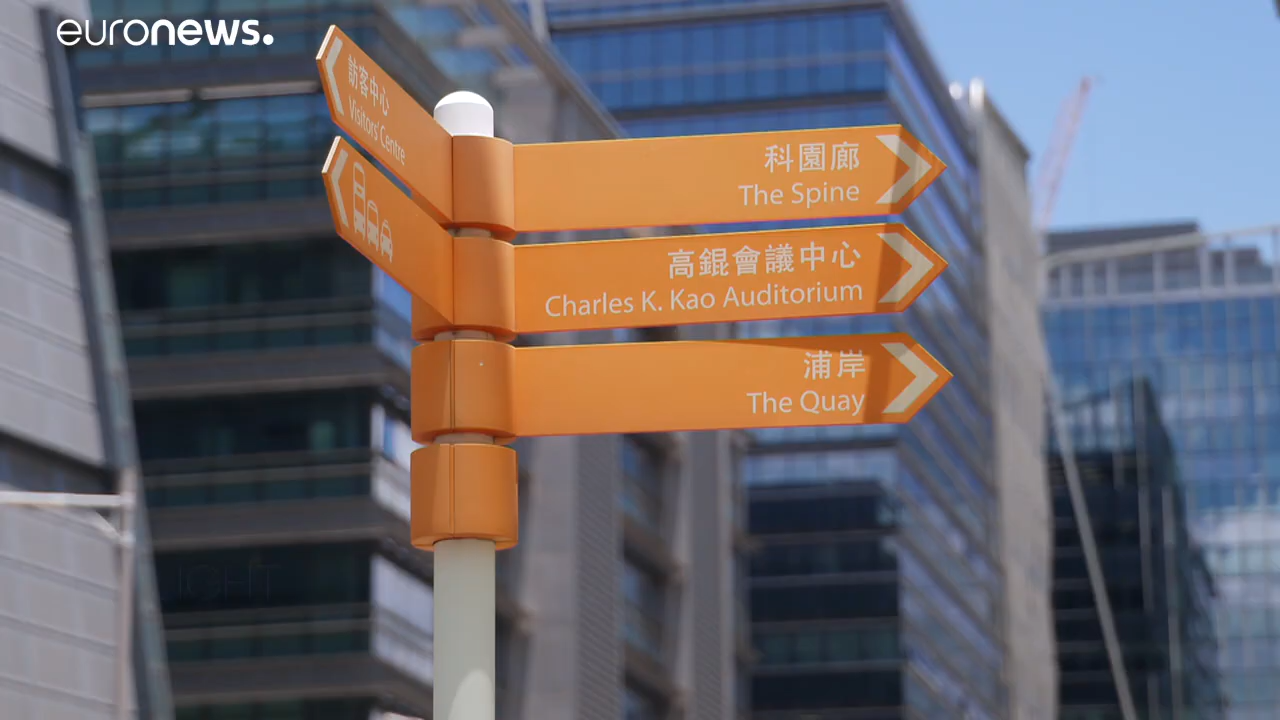 euronews.
訪客中心
Visitors' Centre
科園廊
The Spine
高錕會議中心
Charles K. Kao Auditorium
浦岸
The Quay